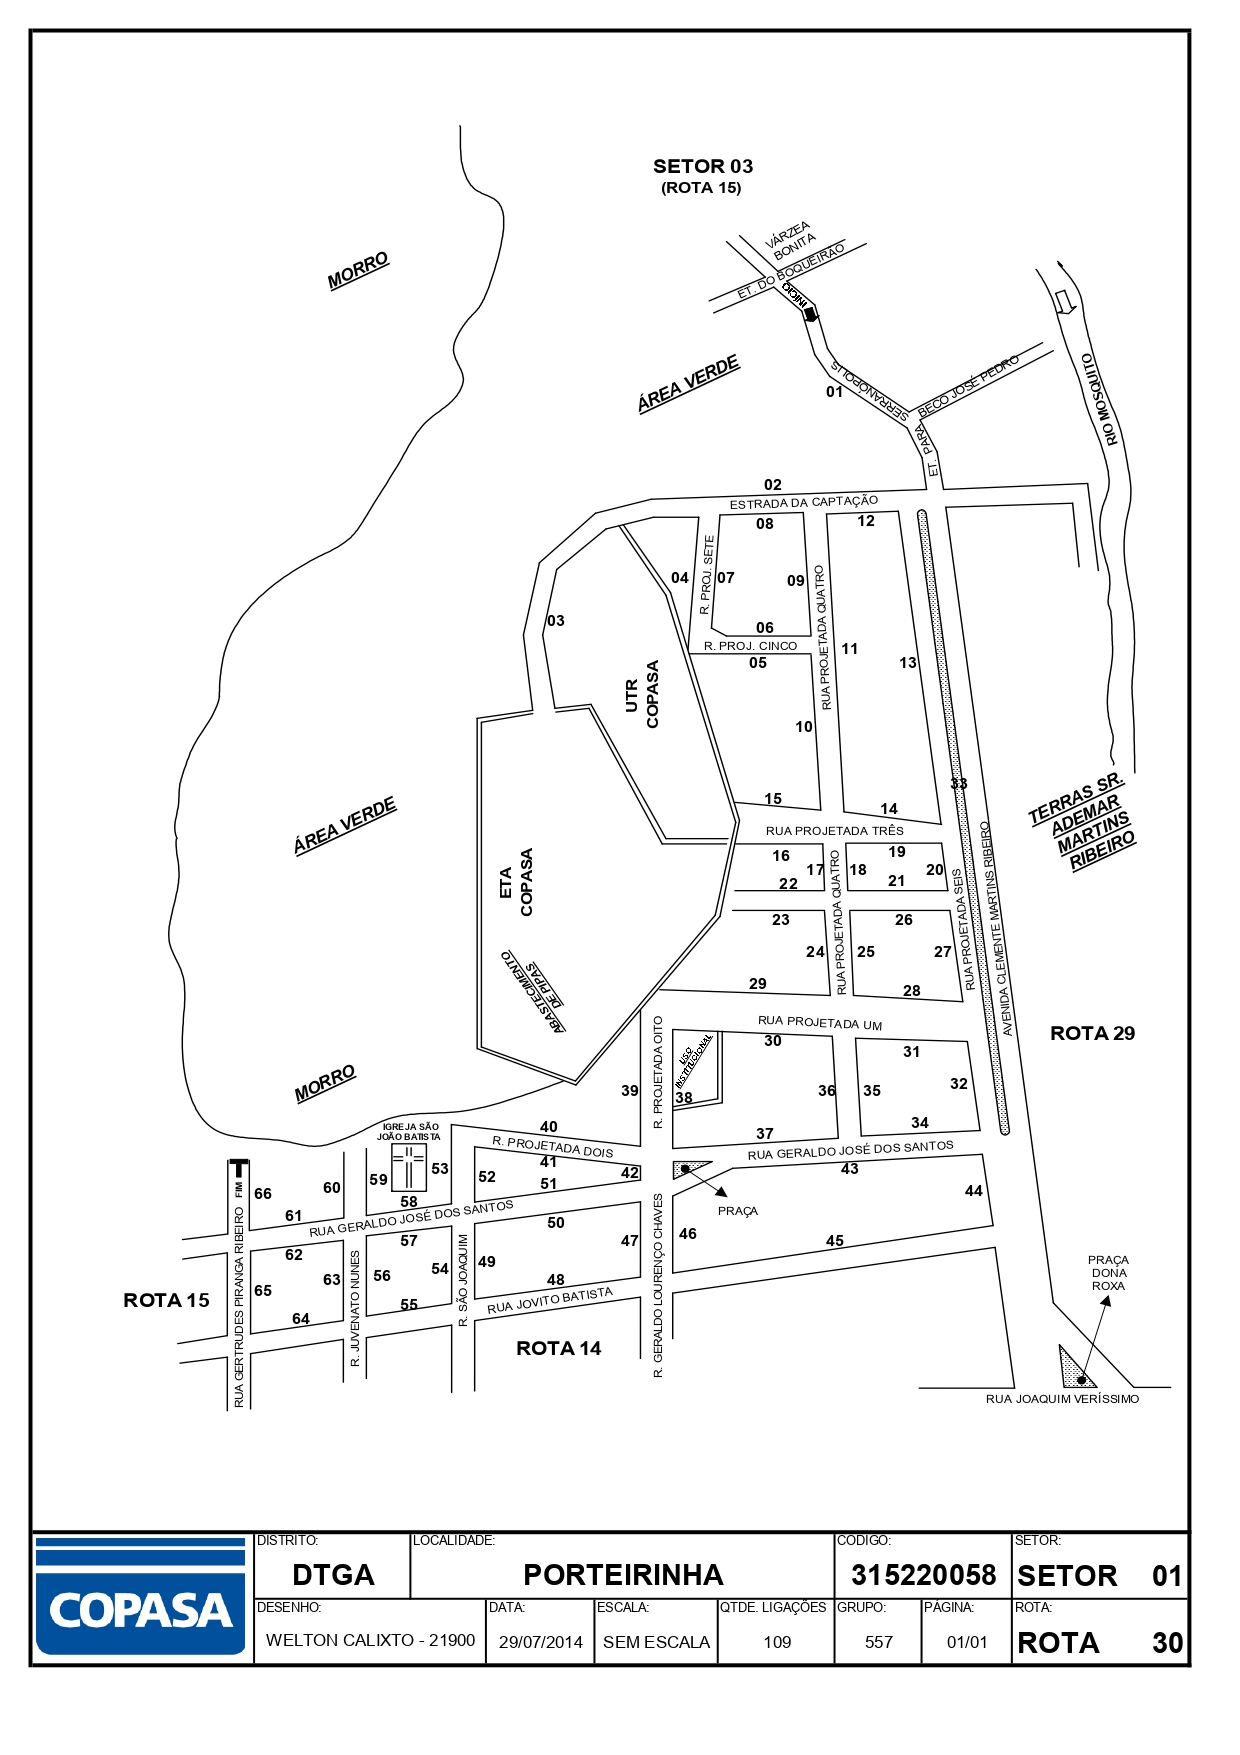 SETOR 03
(ROTA 15)
MORRO
VÁRZEA
BONITA
ET. DO BOQUEIRÃO
INÍCIO
ÁREA VERDE
01
ET. PARA SERRANÓPOLIS
BECO JOSÉ PEDRO
RIO MOSQUITO
02
ESTRADA DA CAPTAÇÃO
08
12
03
04
R. PROJ. SETE
07
09
RUA PROJETADA QUATRO
06
R. PROJ. CINCO
05
11
13
UTR
COPASA
10
15
14
33
ÁREA VERDE
TERRAS SR.
ADEMAR
MARTINS
RIBEIRO
RUA PROJETADA TRÊS
16
17
18
19
20
22
21
ETA
COPASA
RUA PROJETADA QUATRO
RUA PROJETADA SEIS
AVENIDA CLEMENTE MARTINS RIBEIRO
23
24
25
26
27
ABASTECIMENTO
DE PIPAS
29
28
RUA PROJETADA UM
ROTA 29
30
31
USO
INSTITUCIONAL
R. PROJETADA OITO
MORRO
39
38
36
35
32
40
37
34
IGREJA SÃO
JOÃO BATISTA
R. PROJETADA DOIS
RUA GERALDO JOSÉ DOS SANTOS
41
42
43
FIM
66
60
59
53
52
51
44
58
61
RUA GERALDO JOSÉ DOS SANTOS
50
PRAÇA
62
57
47
46
45
RUA GERTRUDES PIRANGA RIBEIRO
R. JUVENATO NUNES
R. SÃO JOAQUIM
R. GERALDO LOURENÇO CHAVES
65
63
56
54
49
48
PRAÇA
DONA
ROXA
ROTA 15
64
55
RUA JOVITO BATISTA
ROTA 14
RUA JOAQUIM VERÍSSIMO
COPASA
DISTRITO:
DTGA
LOCALIDADE:
PORTEIRINHA
CODIGO:
315220058
SETOR:
SETOR 01
DESENHO:
WELTON CALIXTO - 21900
DATA:
29/07/2014
ESCALA:
SEM ESCALA
QTDE. LIGAÇÕES
109
GRUPO:
557
PÁGINA:
01/01
ROTA:
ROTA 30